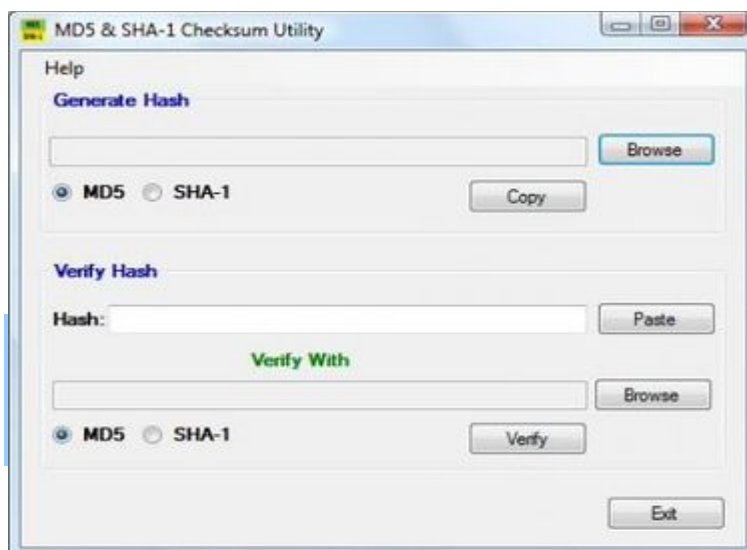 MD5 & SHA-1 Checksum Utility
Help
Generate Hash
Browse
MD5 SHA-1 Copy
Verify Hash
Hash: Paste
Verify With
Browse
MD5 SHA-1 Verify
Exit